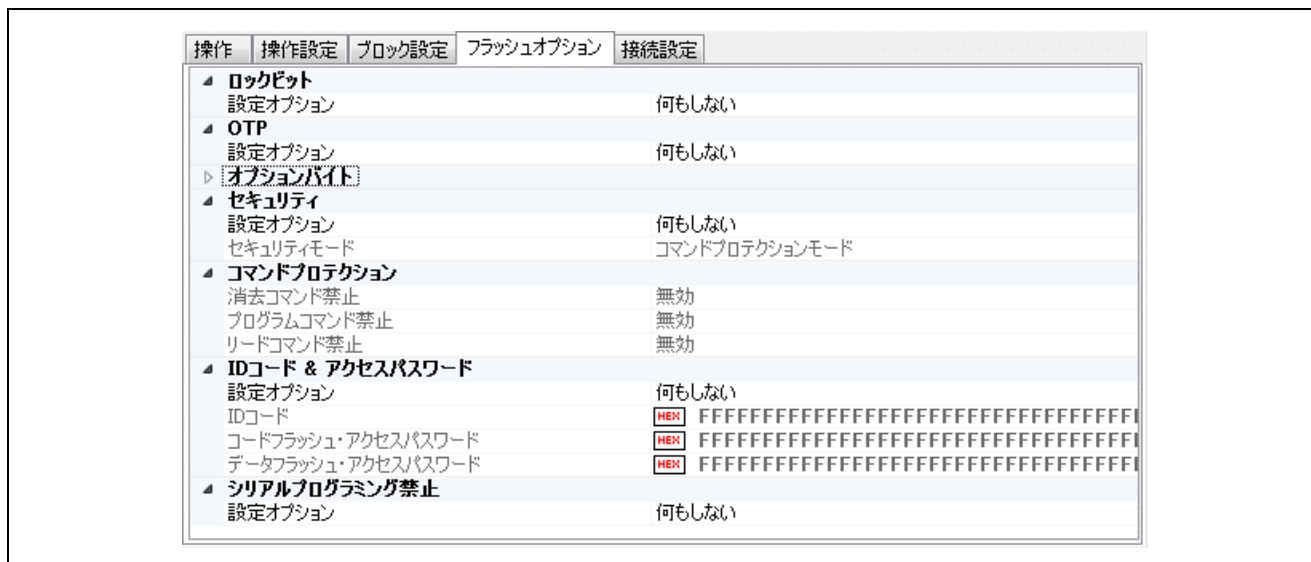 操作 操作設定 ブロック設定 フラッシュオプション 接続設定
ロックビット
設定オプション 何もしない
OTP
設定オプション 何もしない
オプションバイト
セキュリティ
設定オプション 何もしない
セキュリティモード コマンドプロテクションモード
コマンドプロテクション
消去コマンド禁止 無効
プログラムコマンド禁止 無効
リードコマンド禁止 無効
IDコード & アクセスパスワード
設定オプション 何もしない
IDコード HEX FFFFFFFFFFFFFFFFFFFFFFFFFFFFFFF
コードフラッシュ・アクセスパスワード HEX FFFFFFFFFFFFFFFFFFFFFFFFFFFFFFF
データフラッシュ・アクセスパスワード HEX FFFFFFFFFFFFFFFFFFFFFFFFFFFFFFF
シリアルプログラミング禁止
設定オプション 何もしない